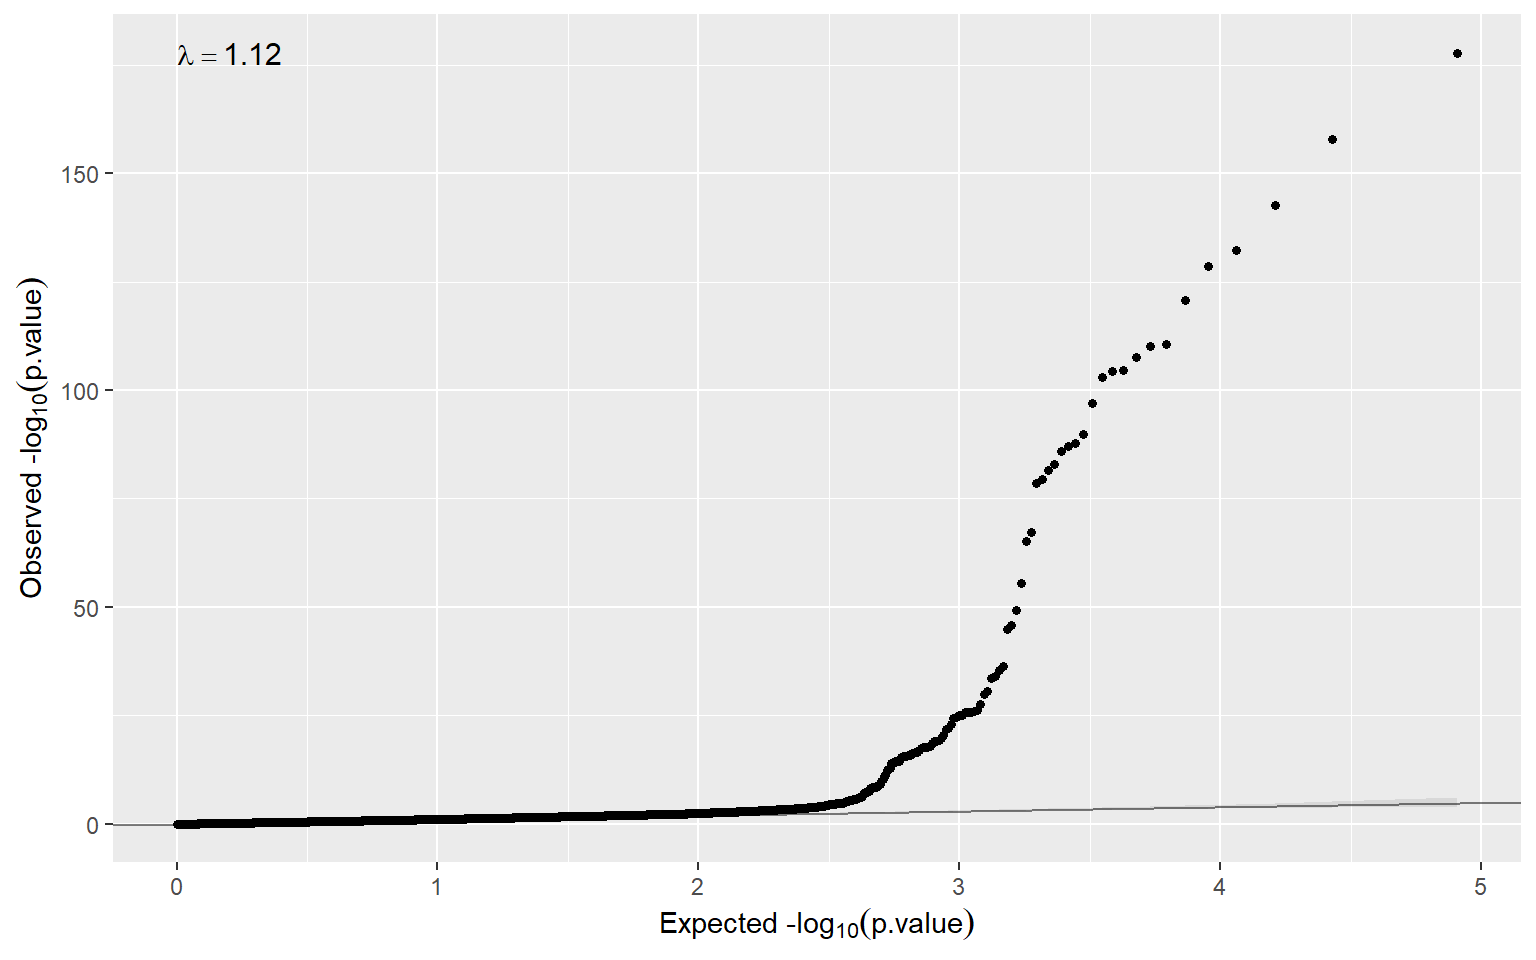 λ = 1.12
150
100
50
0
Observed -log₁₀(p.value)
0 1 2 3 4 5
Expected -log₁₀(p.value)